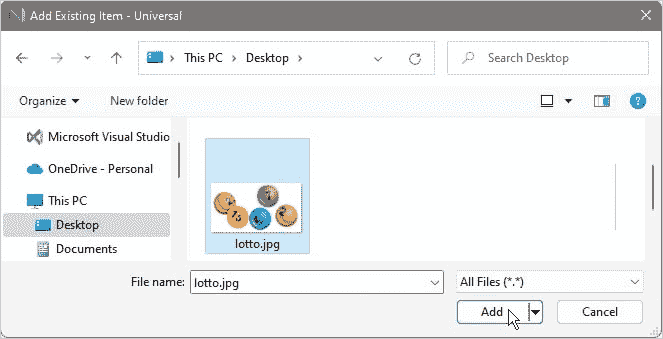 Add Existing Item - Universal
This PC > Desktop >
Search Desktop
Organize
New folder
?
Microsoft Visual Studio
OneDrive - Personal
This PC
Desktop
Documents
lotto.jpg
File name: lotto.jpg
All Files (*.*)
Add
Cancel